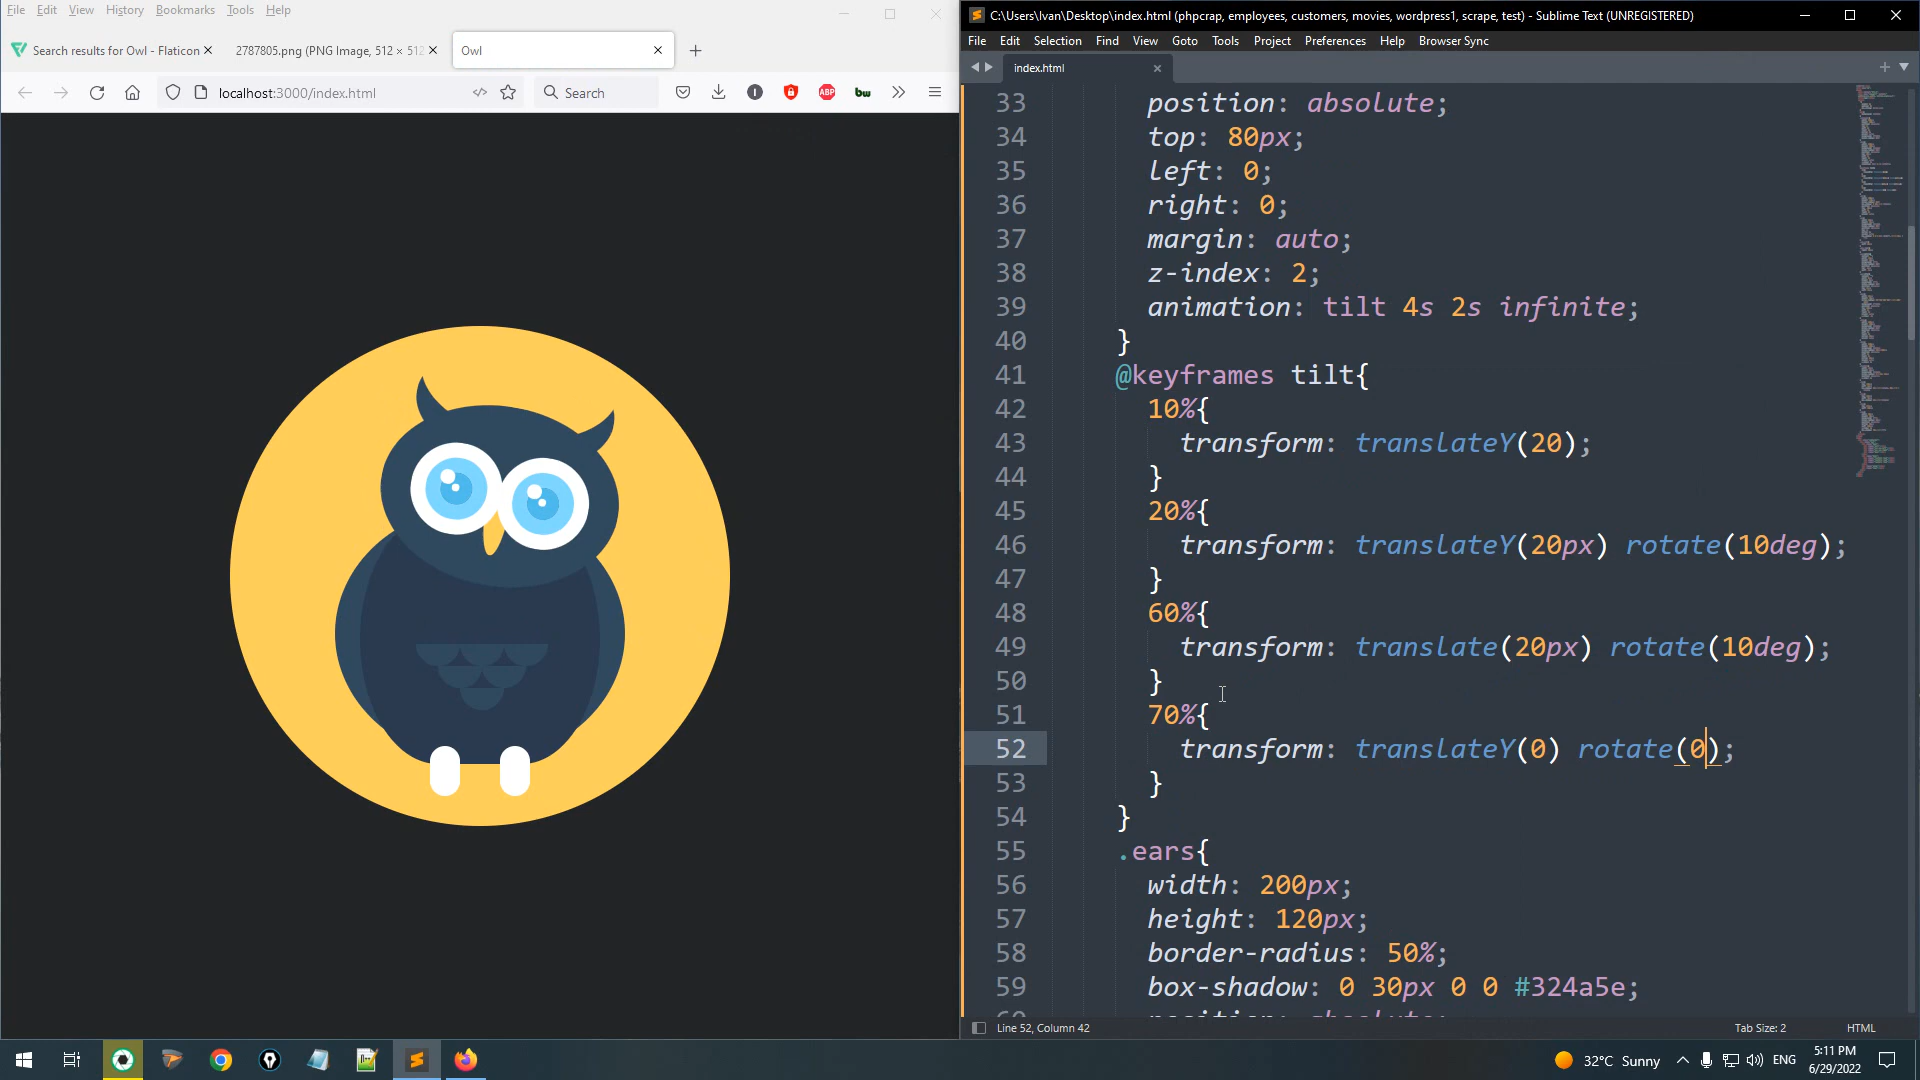 File Edit View History Bookmarks Tools Help
Search results for Owl - Flaticon
2787805.png (PNG Image, 512 × 512
Owl
localhost:3000/index.html
Search
ABP
bw
C:\Users\Ivan\Desktop\index.html (phpcrap, employees, customers, movies, wordpress1, scrape, test) - Sublime Text (UNREGISTERED)
File Edit Selection Find View Goto Tools Project Preferences Help Browser Sync
index.html
33 position: absolute;
34 top: 80px;
35 left: 0;
36 right: 0;
37 margin: auto;
38 z-index: 2;
39 animation: tilt 4s 2s infinite;
40 }
41 @keyframes tilt{
42 10%{
43 transform: translateY(20);
44 }
45 20%{
46 transform: translateY(20px) rotate(10deg);
47 }
48 60%{
49 transform: translate(20px) rotate(10deg);
50 }
51 70%{
52 transform: translateY(0) rotate(0);
53 }
54 }
55 .ears{
56 width: 200px;
57 height: 120px;
58 border-radius: 50%;
59 box-shadow: 0 30px 0 0 #324a5e;
60 position: absolute;
Line 52, Column 42
Tab Size: 2
HTML
32°C Sunny
ENG
5:11 PM
6/29/2022